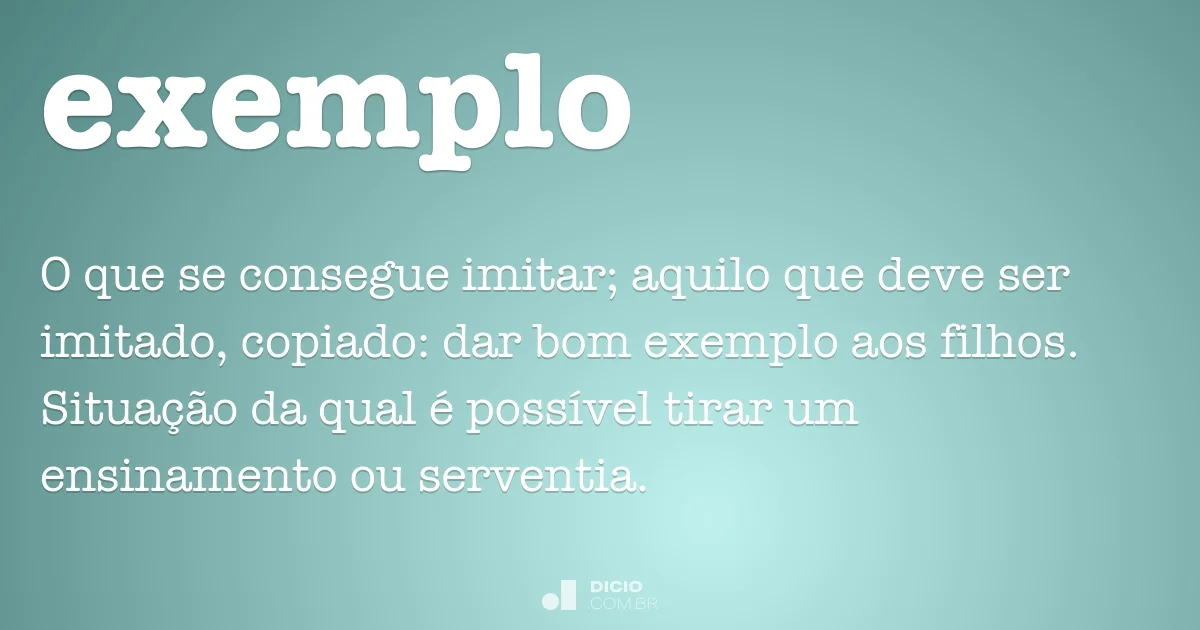 exemplo
O que se consegue imitar; aquilo que deve ser
imitado, copiado: dar bom exemplo aos filhos.
Situação da qual é possível tirar um
ensinamento ou serventia.
DICIO
.COM.BR